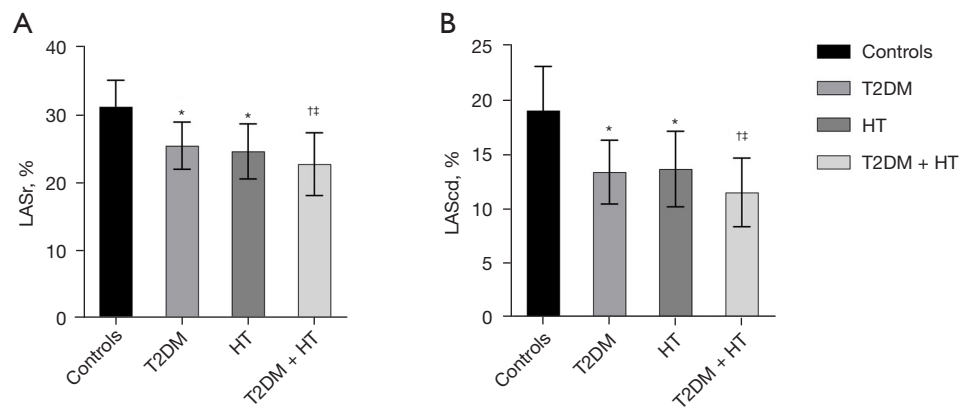 A
LASr, %
40
30
20
10
0
*
*
†‡
Controls
T2DM
HT
T2DM + HT
B
LAScd, %
25
20
15
10
5
0
*
*
†‡
Controls
T2DM
HT
T2DM + HT
Controls
T2DM
HT
T2DM + HT